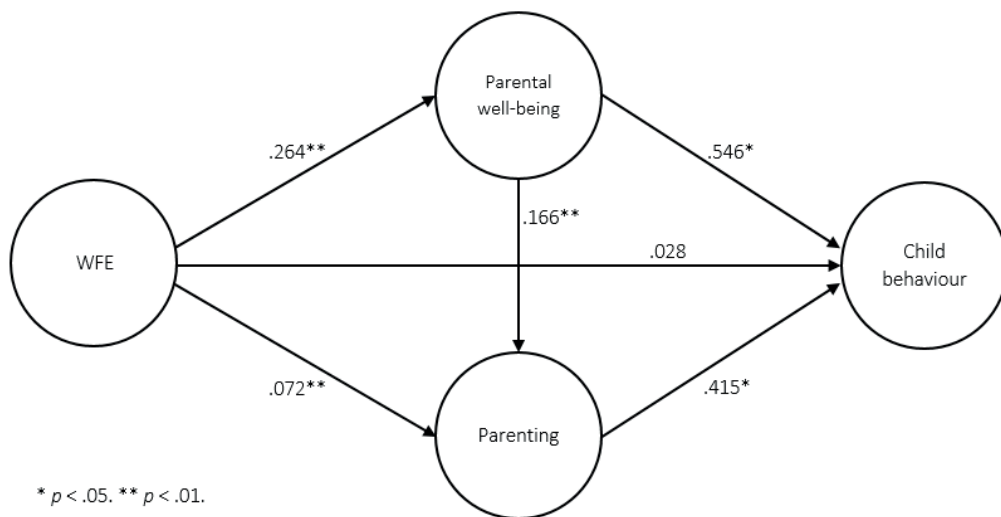 Parental
well-being
.264**
.546*
.166**
WFE
.028
Child
behaviour
.072**
.415*
Parenting
* p < .05. ** p < .01.